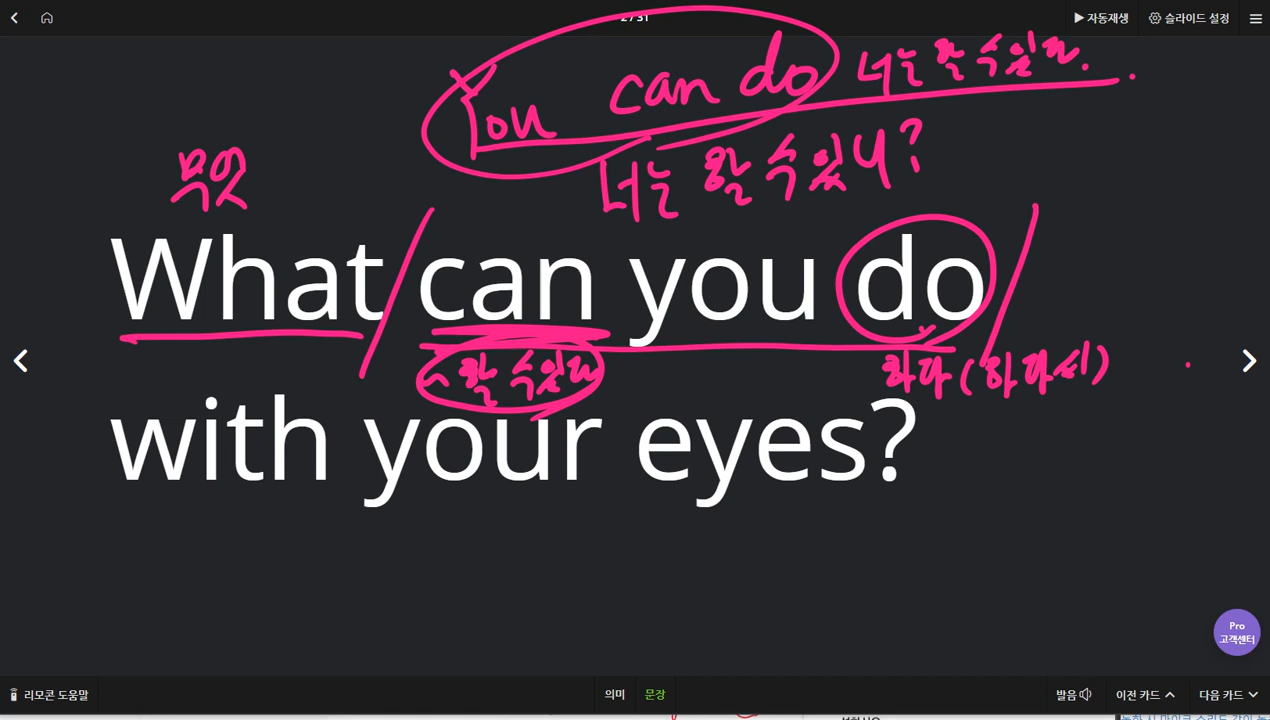 2 / 31
▶ 자동재생
슬라이드 설정
You can do 너는 할 수 있다.
너는 할 수 있니?
무엇
What can you do
~할 수 있다
하다 (하다씨)
with your eyes?
Pro
고객센터
리모콘 도움말
의미
문장
발음
이전 카드
다음 카드